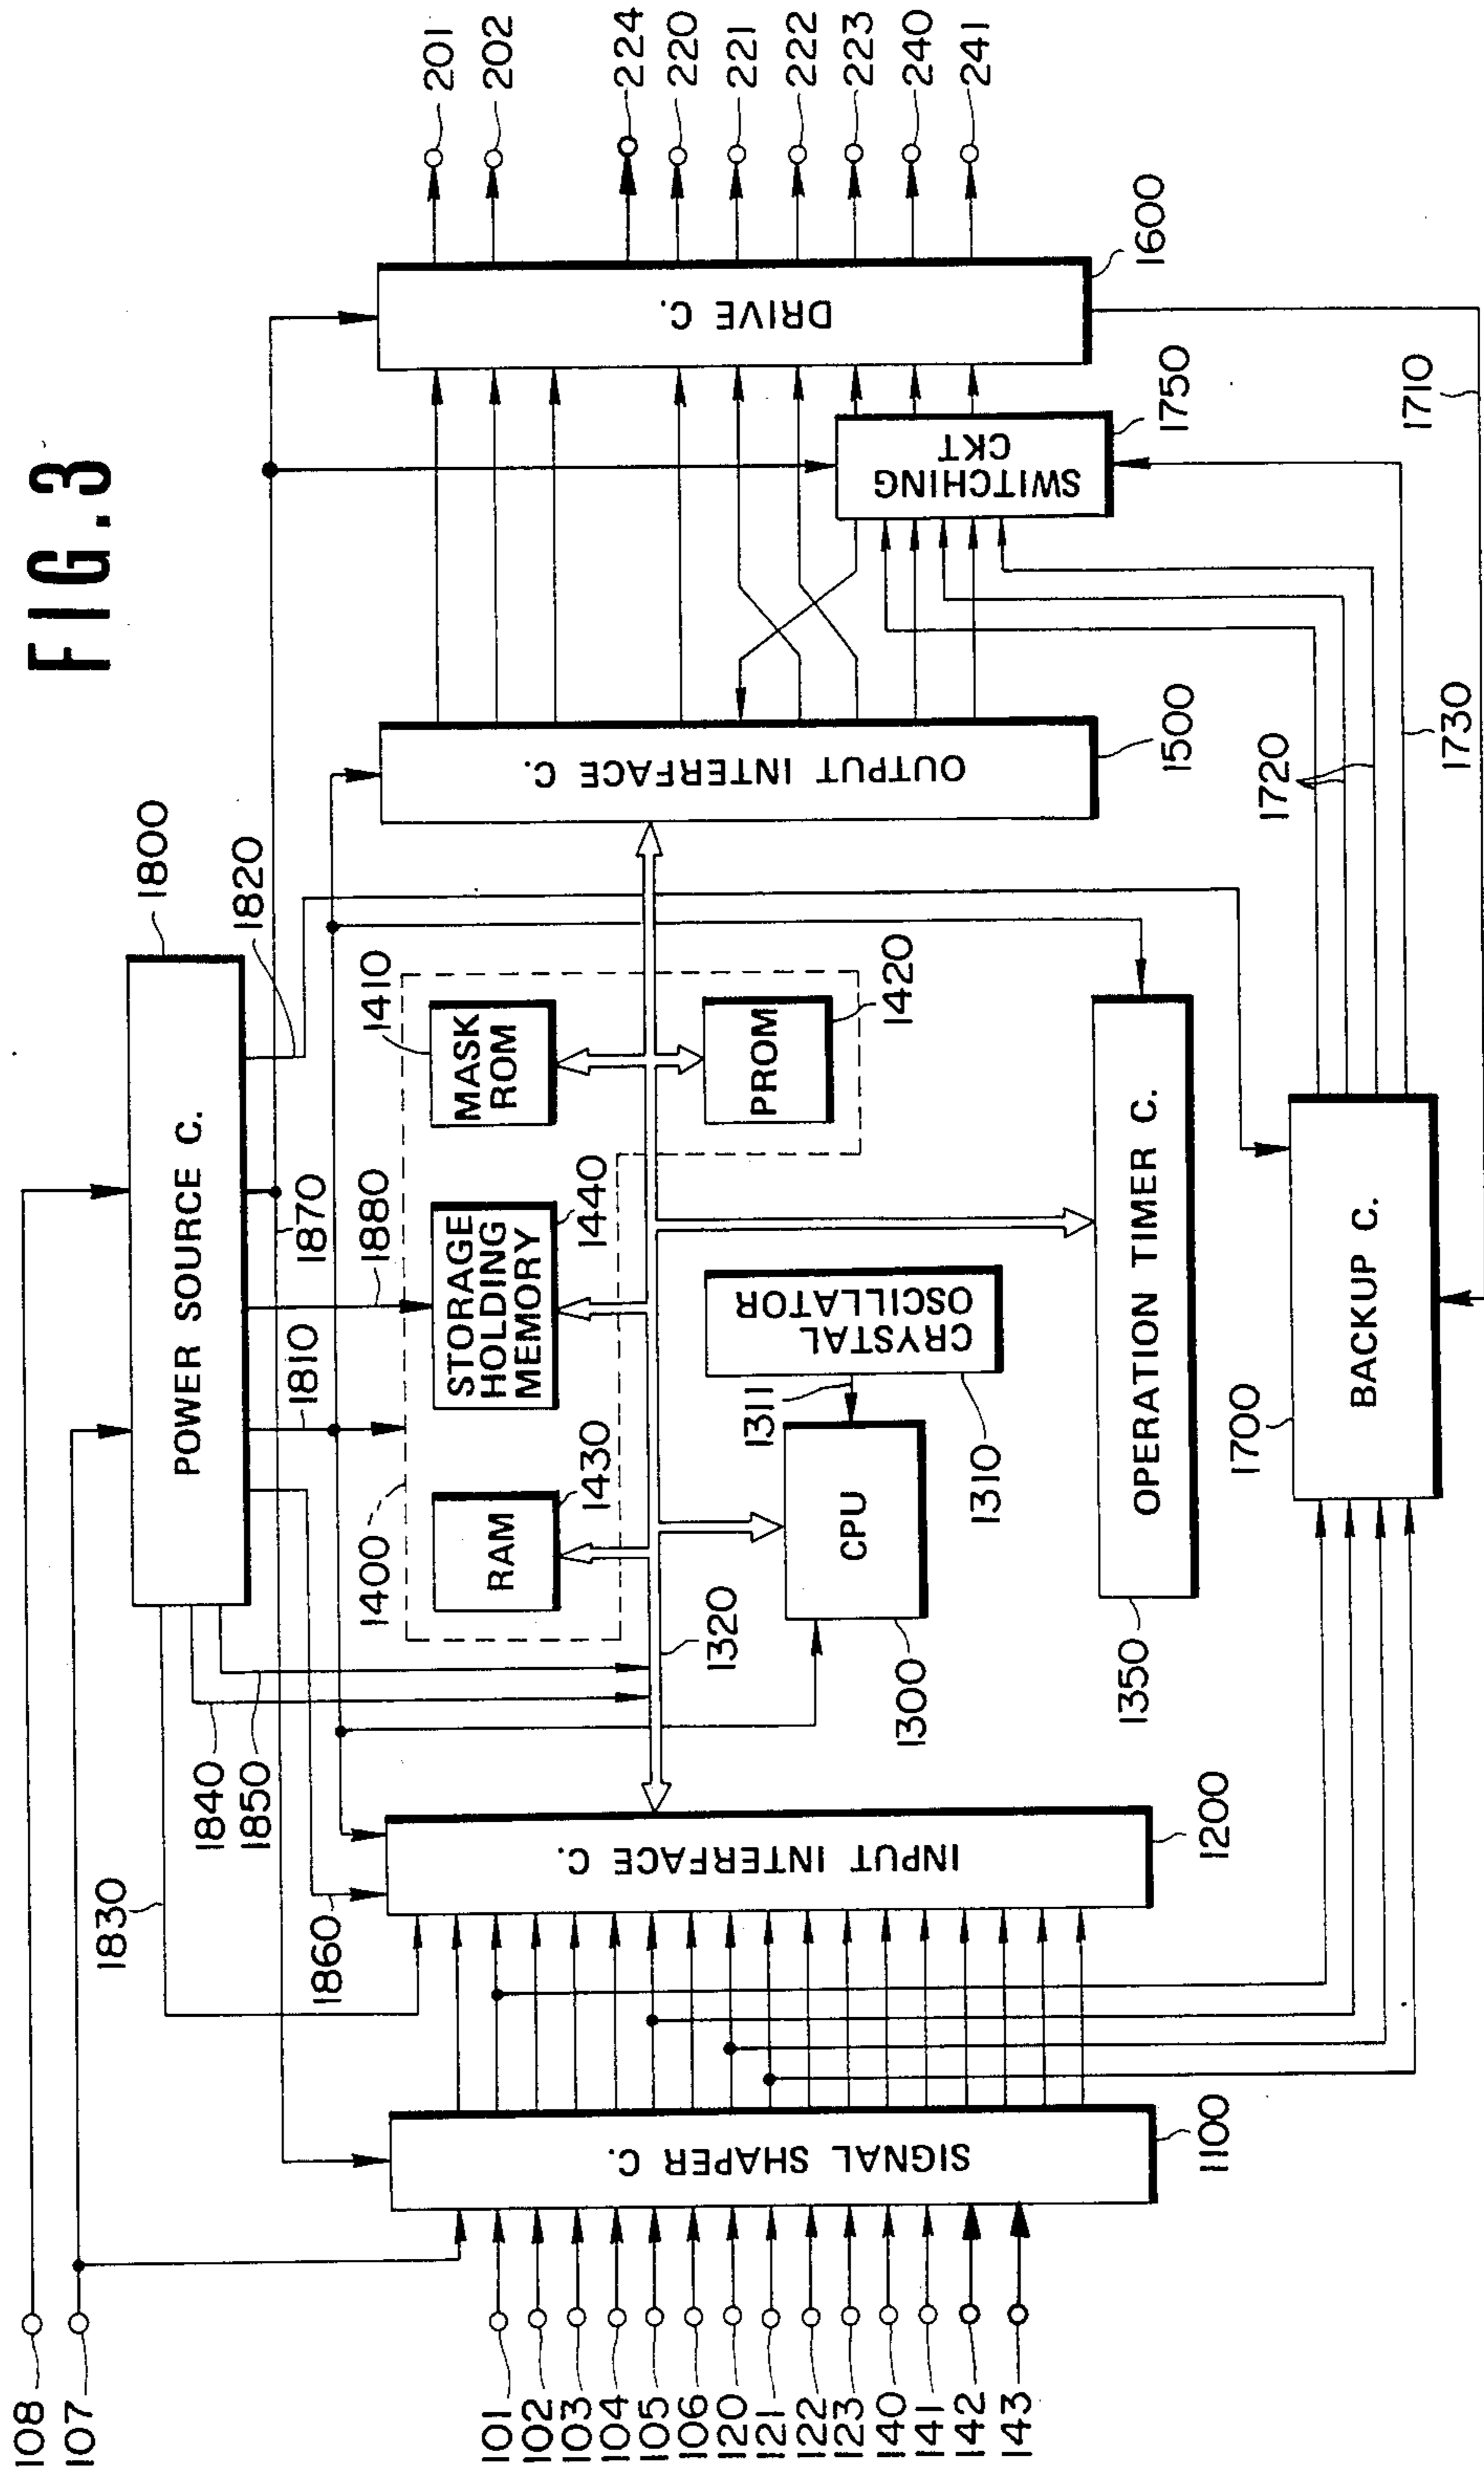 FIG. 3
108
107
101
102
103
104
105
106
120
121
122
123
140
141
142
143
SIGNAL SHAPER C.
1100
1830
1840
1850
1860
INPUT INTERFACE C.
1200
POWER SOURCE C.
1800
1820
1870
1880
1810
1400
RAM
1430
STORAGE
HOLDING
MEMORY
1440
MASK
ROM
1410
PROM
1420
1320
CPU
1300
1311
CRYSTAL
OSCILLATOR
1310
OPERATION TIMER C.
1350
BACKUP C.
1700
OUTPUT INTERFACE C.
1500
1720
1730
1710
SWITCHING
CKT
1750
DRIVE C.
1600
201
202
224
220
221
222
223
240
241